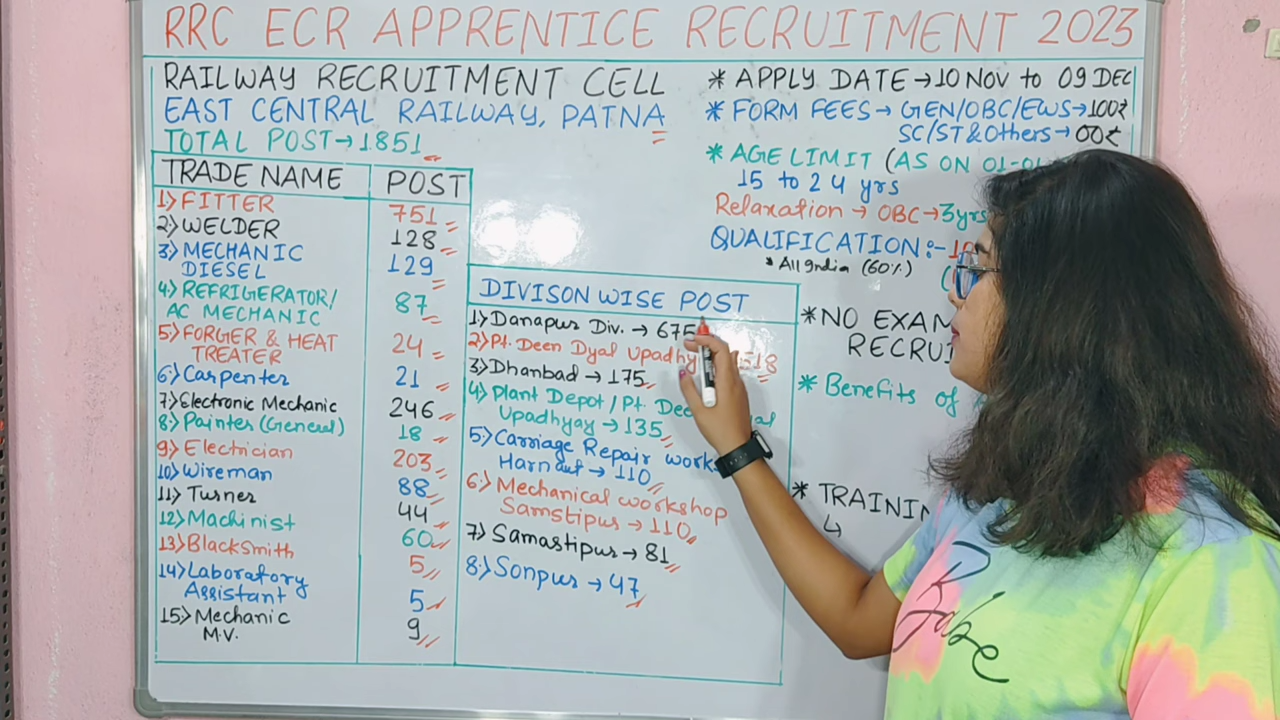 RRC ECR APPRENTICE RECRUITMENT 2023
RAILWAY RECRUITMENT CELL
EAST CENTRAL RAILWAY, PATNA
TOTAL POST→1851
TRADE NAME POST
1) FITTER 751
2) WELDER 128
3) MECHANIC
DIESEL 129
4) REFRIGERATOR/
AC MECHANIC 87
5) FORGER & HEAT
TREATER 24
6) Carpenter 21
7) Electronic Mechanic 246
8) Painter (General) 18
9) Electrician 203
10) Wireman 88
11) Turner 44
12) Machinist 60
13) BlackSmith 5
14) Laboratory
Assistant 5
15) Mechanic
M.V. 9
DIVISON WISE POST
1) Danapur Div. → 675
2) Pt. Deen Dyal Upadhy 518
3) Dhanbad → 175
4) Plant Depot / Pt. Dee al
Upadhyay → 135
5) Carriage Repair works
Harnaut → 110
6) Mechanical workshop
Samstipur → 110
7) Samastipur → 81
8) Sonpur → 47
* APPLY DATE → 10 NOV to 09 DEC
* FORM FEES → GEN/OBC/EWS → 100₹
SC/ST & Others → 00₹
* AGE LIMIT (AS ON 01-01
15 to 24 yrs
Relaxation → OBC → 3yrs
QUALIFICATION :- 10
* All India (60%) (
* NO EXAM
RECRUI
* Benefits of
* TRAININ
↳
Babe